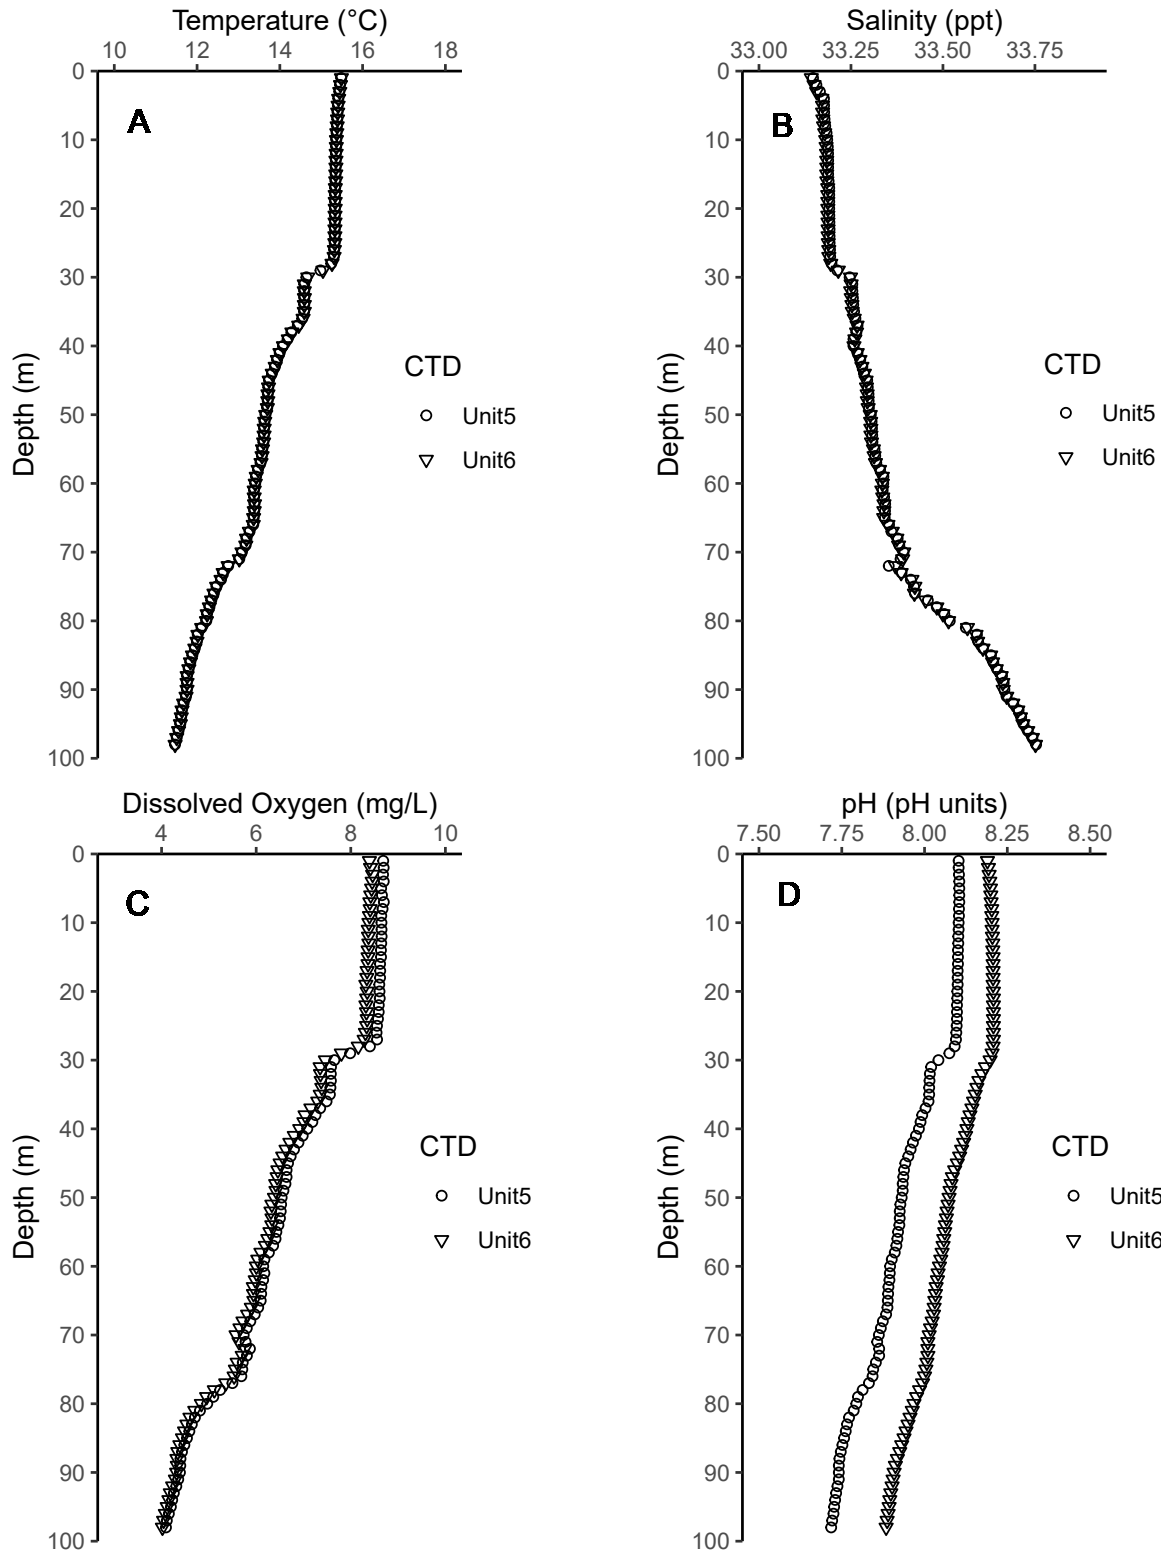 Temperature (°C)
10 12 14 16 18
0
10
20
30
40
50
60
70
80
90
100
Depth (m)
A
CTD
Unit5
Unit6
Salinity (ppt)
33.00 33.25 33.50 33.75
0
10
20
30
40
50
60
70
80
90
100
Depth (m)
B
CTD
Unit5
Unit6
Dissolved Oxygen (mg/L)
4 6 8 10
0
10
20
30
40
50
60
70
80
90
100
Depth (m)
C
CTD
Unit5
Unit6
pH (pH units)
7.50 7.75 8.00 8.25 8.50
0
10
20
30
40
50
60
70
80
90
100
Depth (m)
D
CTD
Unit5
Unit6